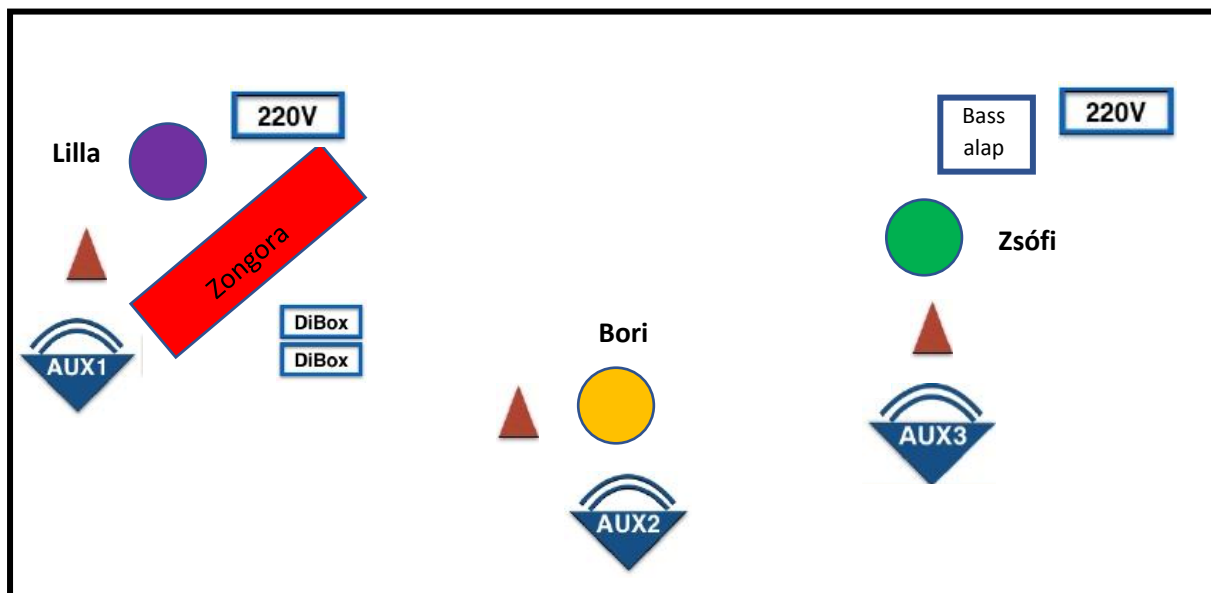 220V
Lilla
Zongora
AUX1
DiBox
DiBox
Bori
AUX2
Bass
alap
220V
Zsófi
AUX3